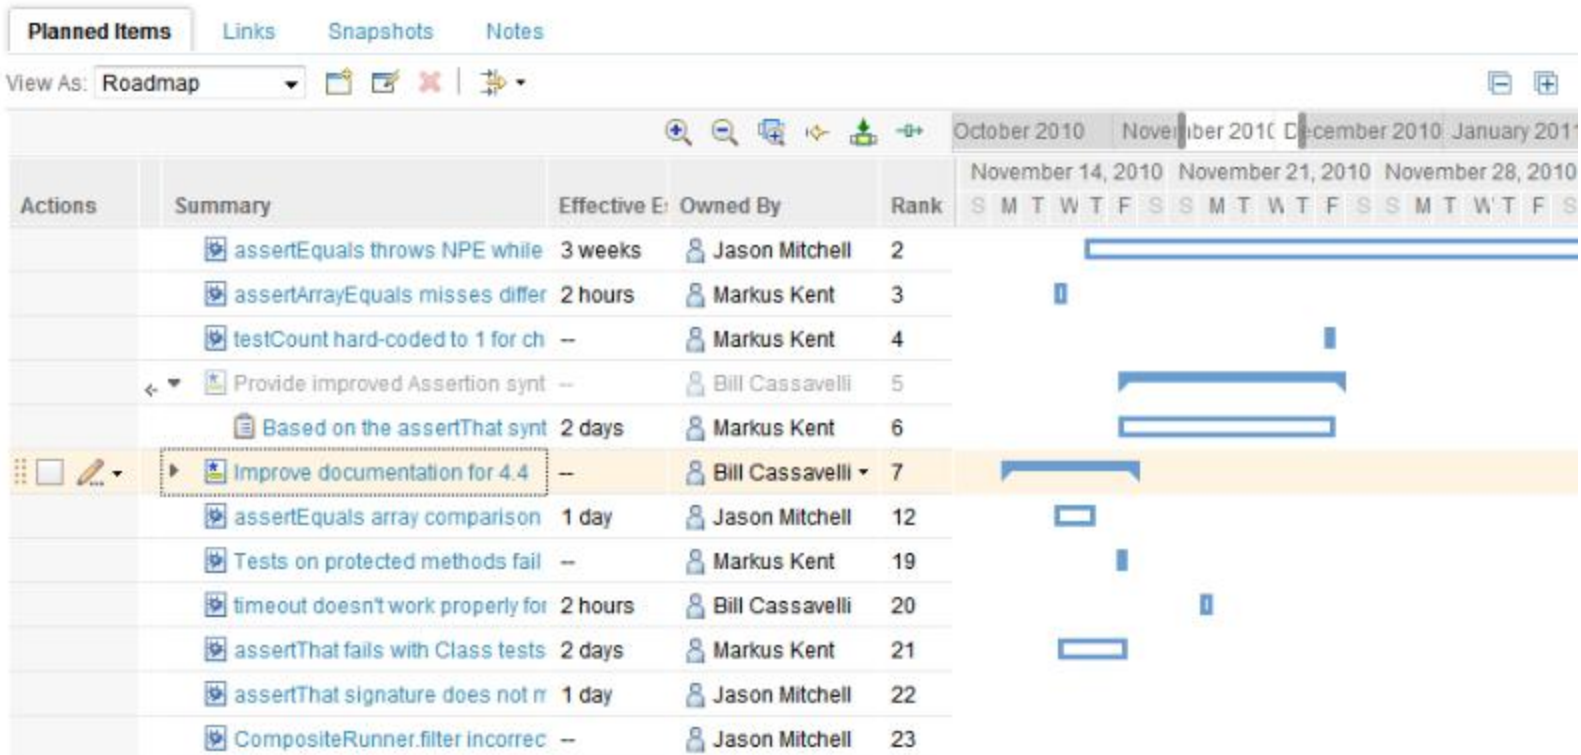 Planned Items Links Snapshots Notes
View As: Roadmap
October 2010 November 2010 December 2010 January 2011
November 14, 2010 November 21, 2010 November 28, 2010
Actions Summary Effective E Owned By Rank S M T W T F S S M T W T F S S M T W T F S
assertEquals throws NPE while 3 weeks Jason Mitchell 2
assertArrayEquals misses differ 2 hours Markus Kent 3
testCount hard-coded to 1 for ch -- Markus Kent 4
Provide improved Assertion synt -- Bill Cassavelli 5
Based on the assertThat synt 2 days Markus Kent 6
Improve documentation for 4.4 -- Bill Cassavelli 7
assertEquals array comparison 1 day Jason Mitchell 12
Tests on protected methods fail -- Markus Kent 19
timeout doesn't work properly for 2 hours Bill Cassavelli 20
assertThat fails with Class tests 2 days Markus Kent 21
assertThat signature does not m 1 day Jason Mitchell 22
CompositeRunner.filter incorrec -- Jason Mitchell 23